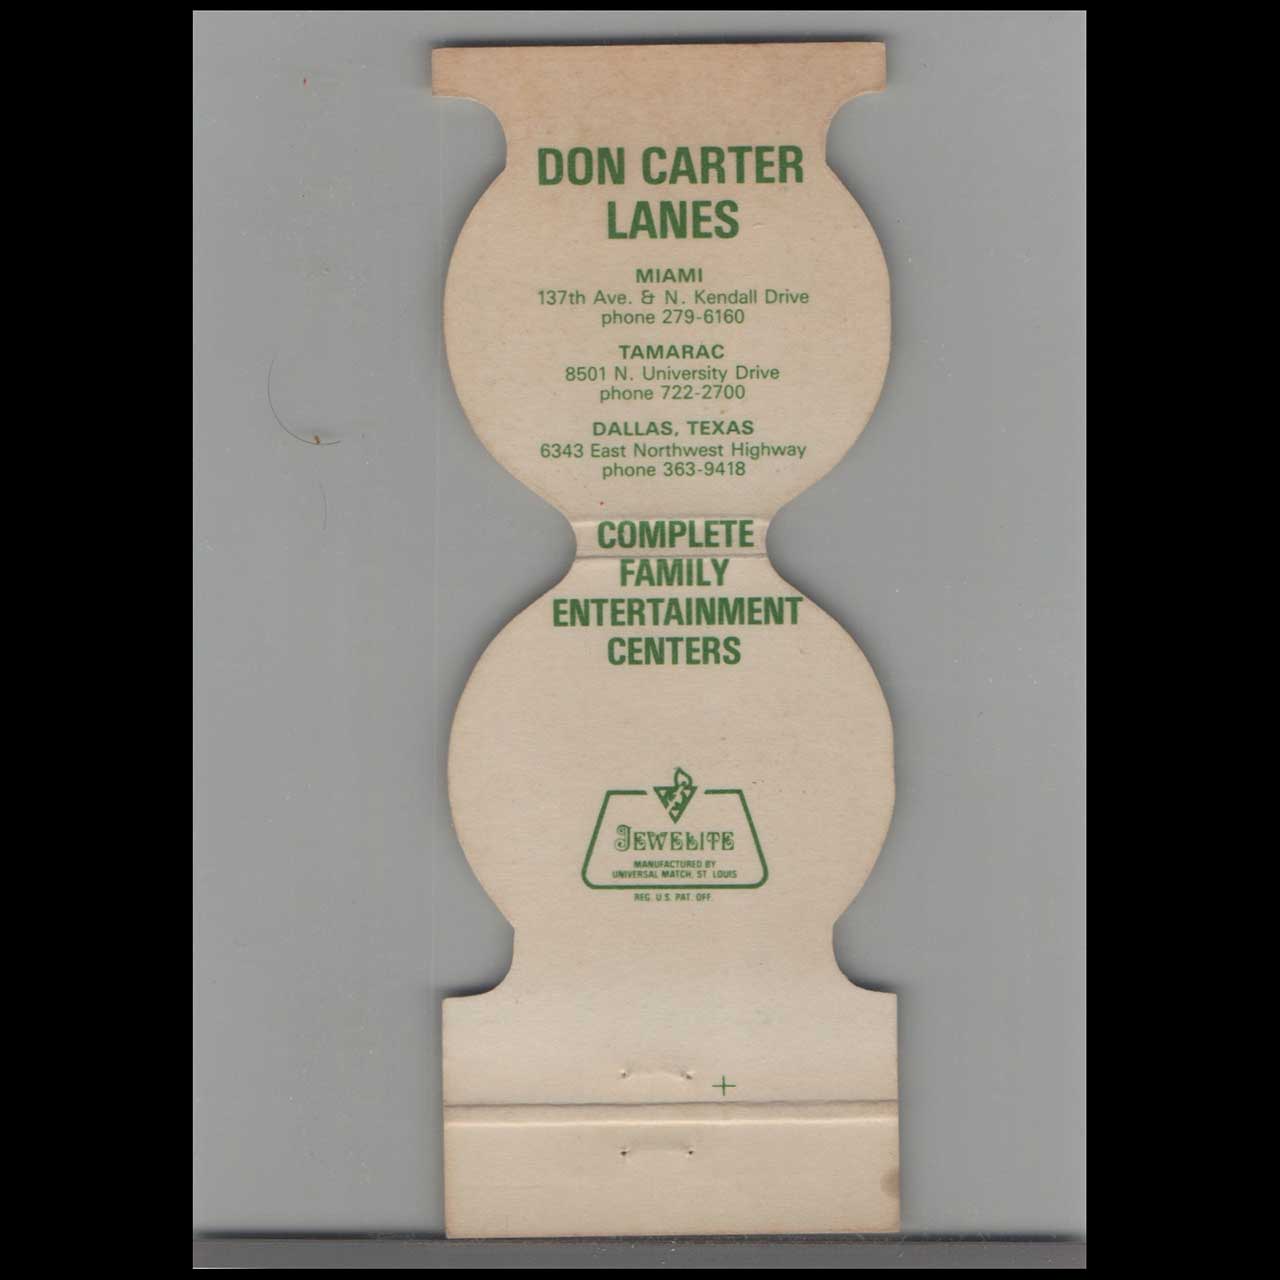 DON CARTER
LANES
MIAMI
137th Ave. & N. Kendall Drive
phone 279-6160
TAMARAC
8501 N. University Drive
phone 722-2700
DALLAS, TEXAS
6343 East Northwest Highway
phone 363-9418
COMPLETE
FAMILY
ENTERTAINMENT
CENTERS
JEWELITE
MANUFACTURED BY
UNIVERSAL MATCH, ST. LOUIS
REG. U.S. PAT. OFF.